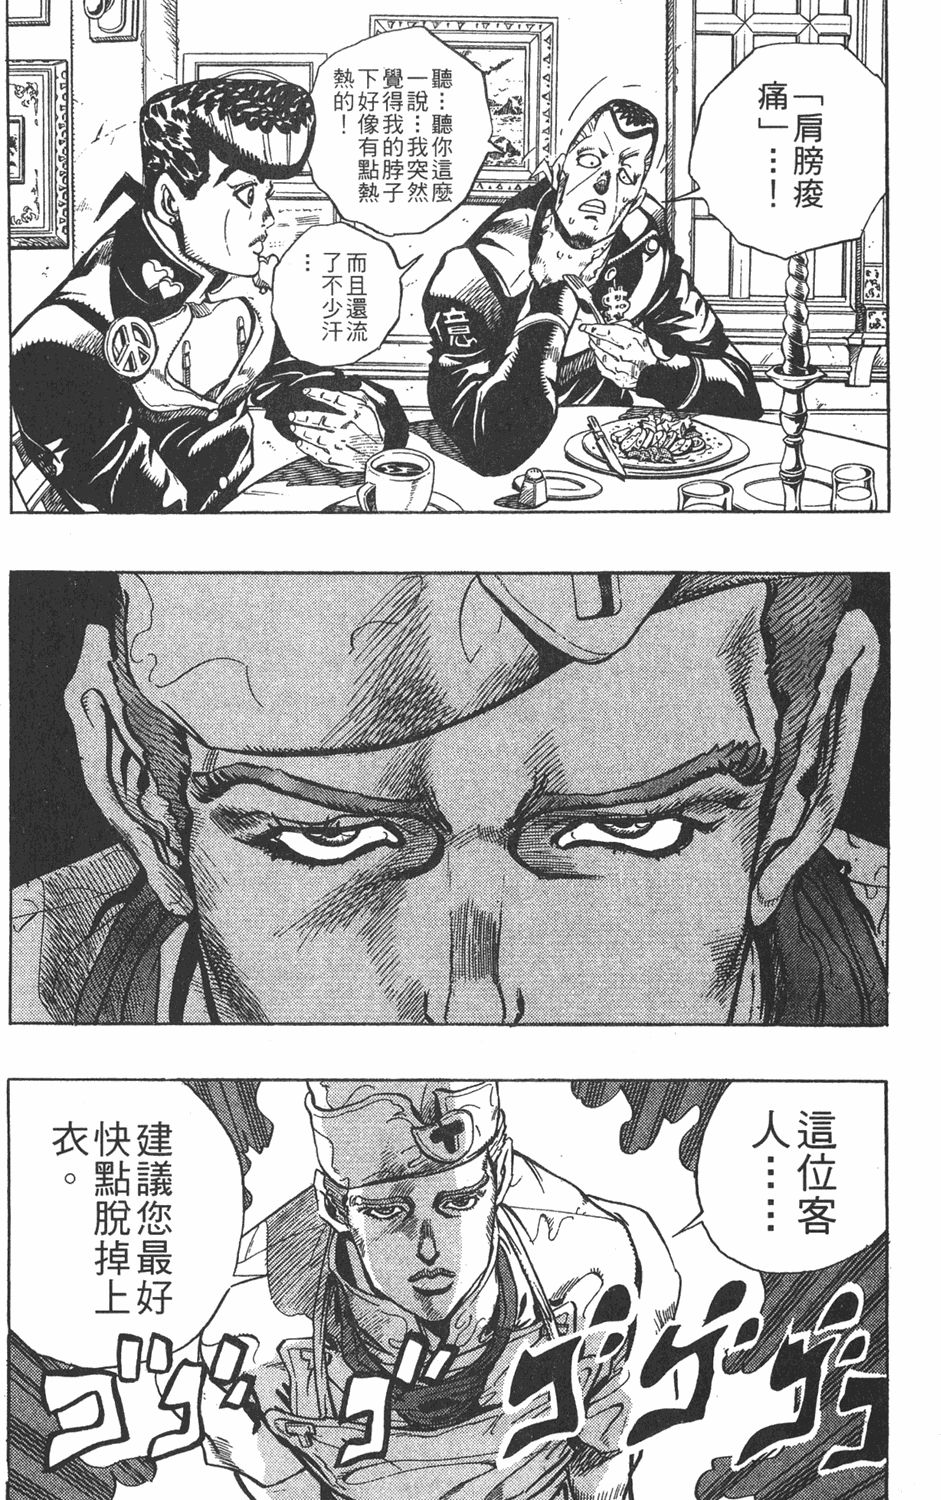 「肩膀痠
痛」…！
聽…聽你這麼
一說…我突然
覺得我的脖子
下好像有點熱
熱的！
而且還流
了不少汗
…
億
$
這位客
人……
建議您最好
快點脫掉上
衣。
ゴゴゴゴゴゴ